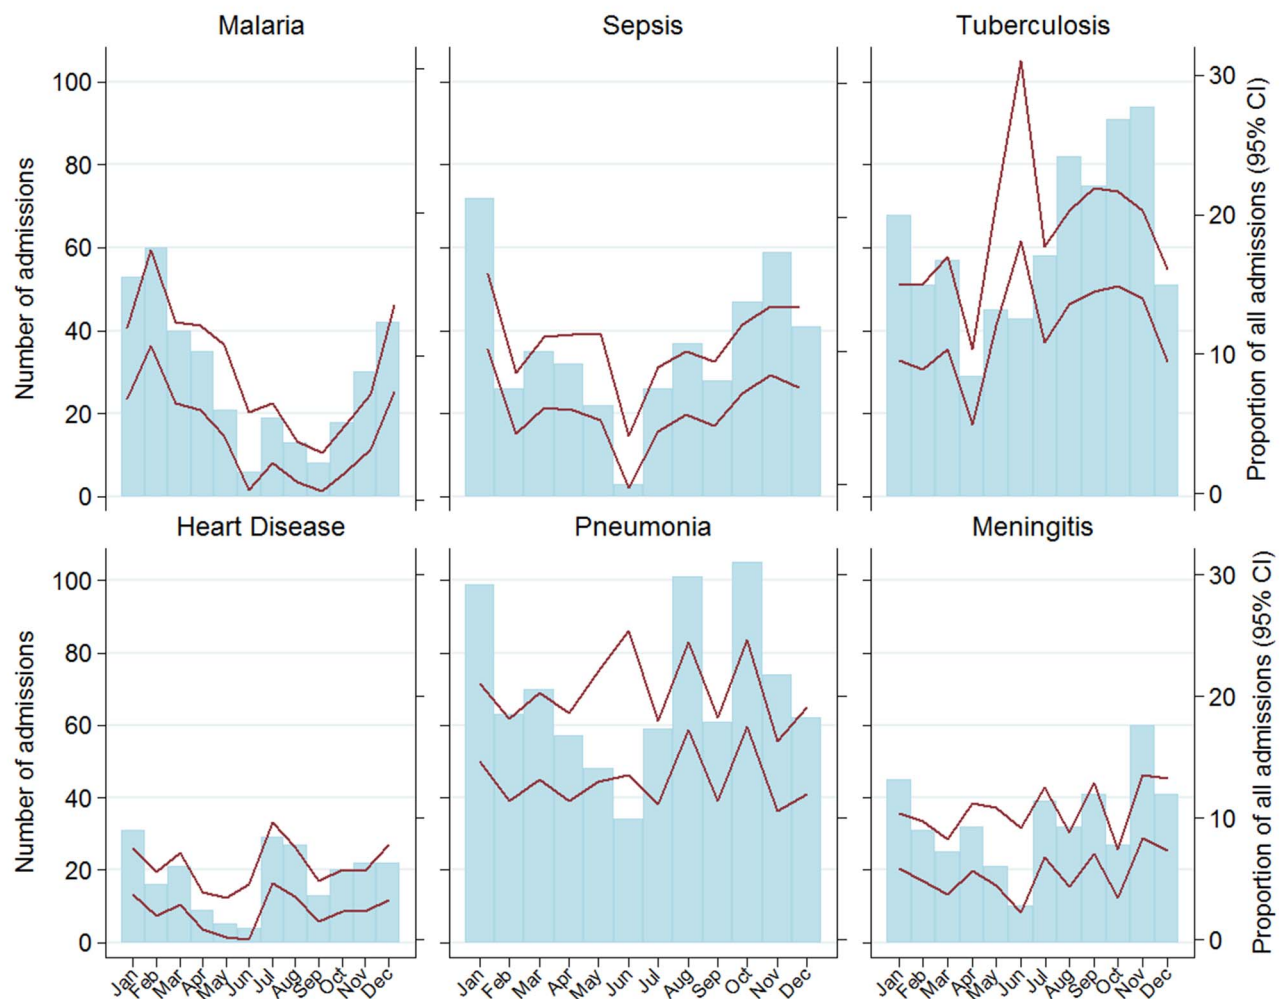 Malaria
Sepsis
Tuberculosis
Number of admissions
100
80
60
40
20
0
30
20
10
0
Proportion of all admissions (95% CI)
Heart Disease
Pneumonia
Meningitis
Number of admissions
100
80
60
40
20
0
30
20
10
0
Proportion of all admissions (95% CI)
Jan Feb Mar Apr May Jun Jul Aug Sep Oct Nov Dec
Jan Feb Mar Apr May Jun Jul Aug Sep Oct Nov Dec
Jan Feb Mar Apr May Jun Jul Aug Sep Oct Nov Dec